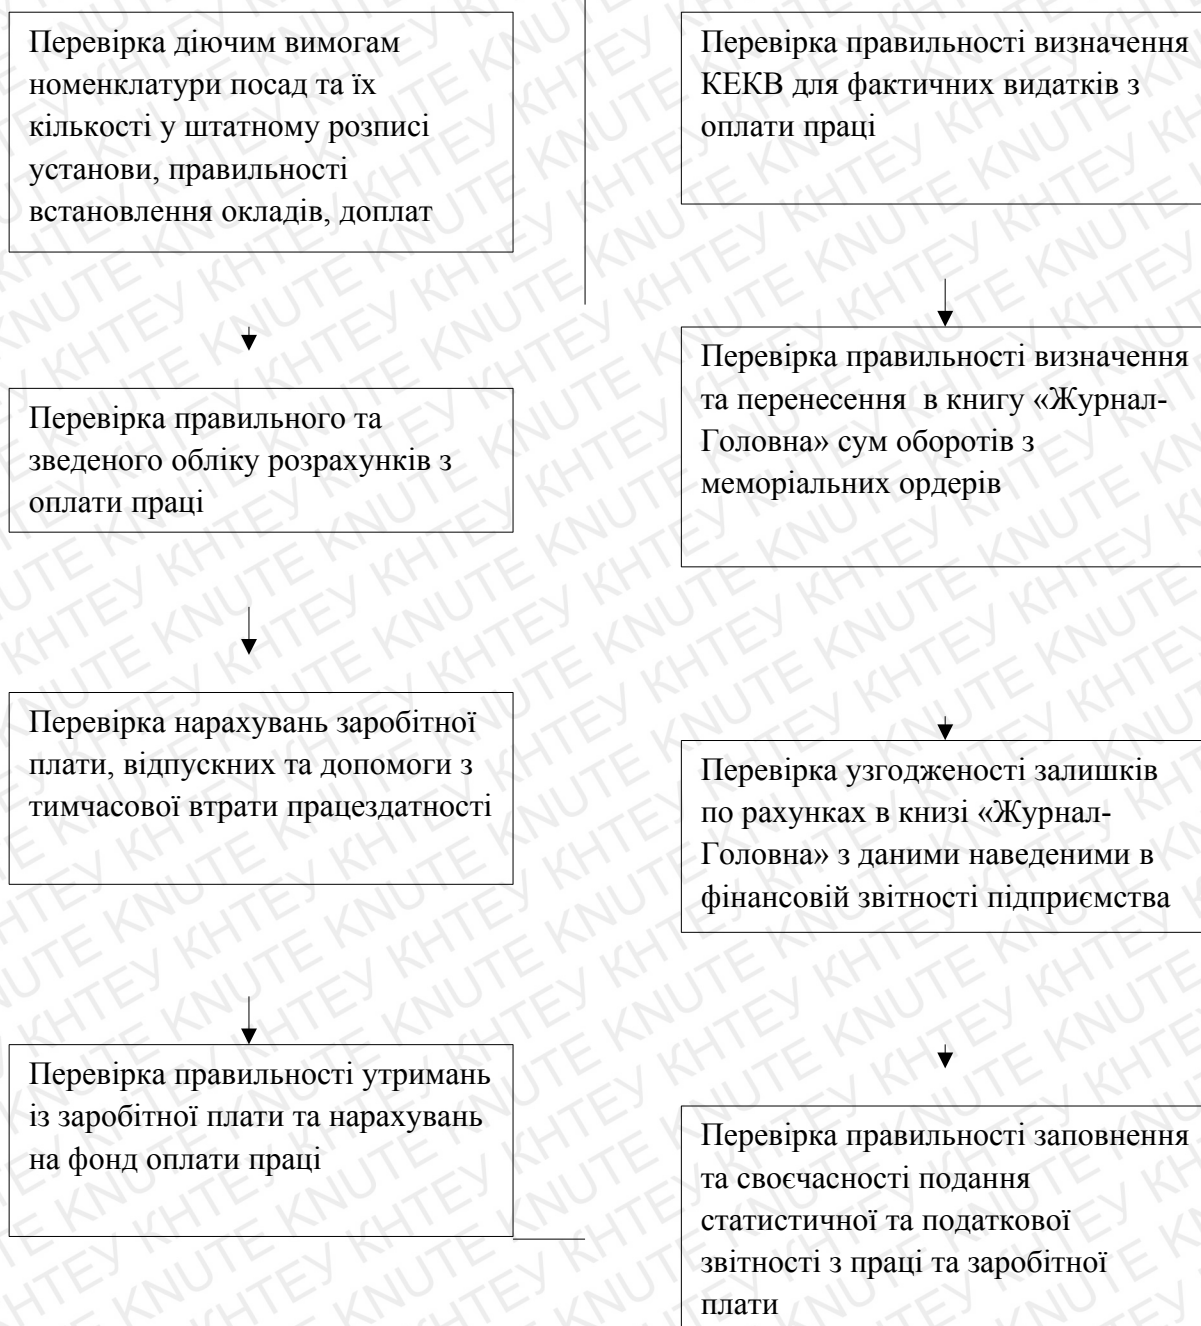 Перевірка діючим вимогам
номенклатури посад та їх
кількості у штатному розписі
установи, правильності
встановлення окладів, доплат
Перевірка правильного та
зведеного обліку розрахунків з
оплати праці
Перевірка нарахувань заробітної
плати, відпускних та допомоги з
тимчасової втрати працездатності
Перевірка правильності утримань
із заробітної плати та нарахувань
на фонд оплати праці
Перевірка правильності визначення
КЕКВ для фактичних видатків з
оплати праці
Перевірка правильності визначення
та перенесення в книгу «Журнал-
Головна» сум оборотів з
меморіальних ордерів
Перевірка узгодженості залишків
по рахунках в книзі «Журнал-
Головна» з даними наведеними в
фінансовій звітності підприємства
Перевірка правильності заповнення
та своєчасності подання
статистичної та податкової
звітності з праці та заробітної
плати